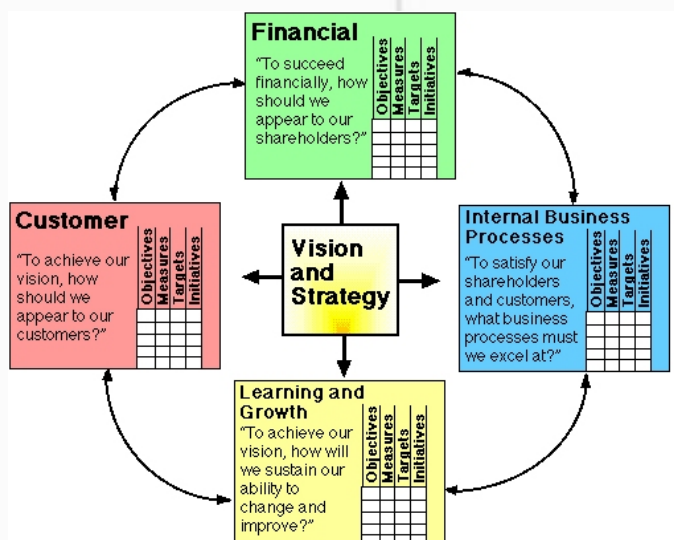 Financial
“To succeed
financially, how
should we
appear to our
shareholders?”
Objectives
Measures
Targets
Initiatives
Customer
“To achieve our
vision, how
should we
appear to our
customers?”
Objectives
Measures
Targets
Initiatives
Vision
and
Strategy
Internal Business
Processes
“To satisfy our
shareholders
and customers,
what business
processes must
we excel at?”
Objectives
Measures
Targets
Initiatives
Learning and
Growth
“To achieve our
vision, how will
we sustain our
ability to
change and
improve?”
Objectives
Measures
Targets
Initiatives